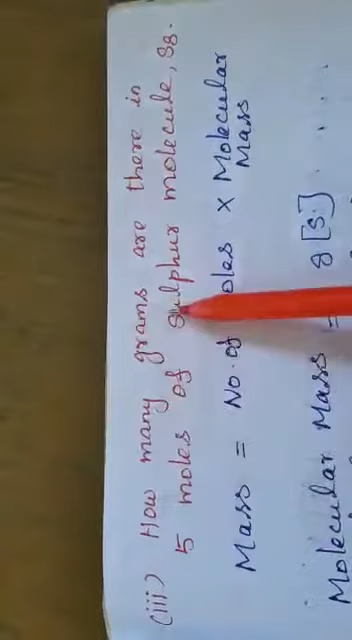 (iii) How many grams are there in
5 moles of sulphur molecule, S8.
Mass = No. of oles × Molecular
Mass
Molecular Mass = 8 [S]